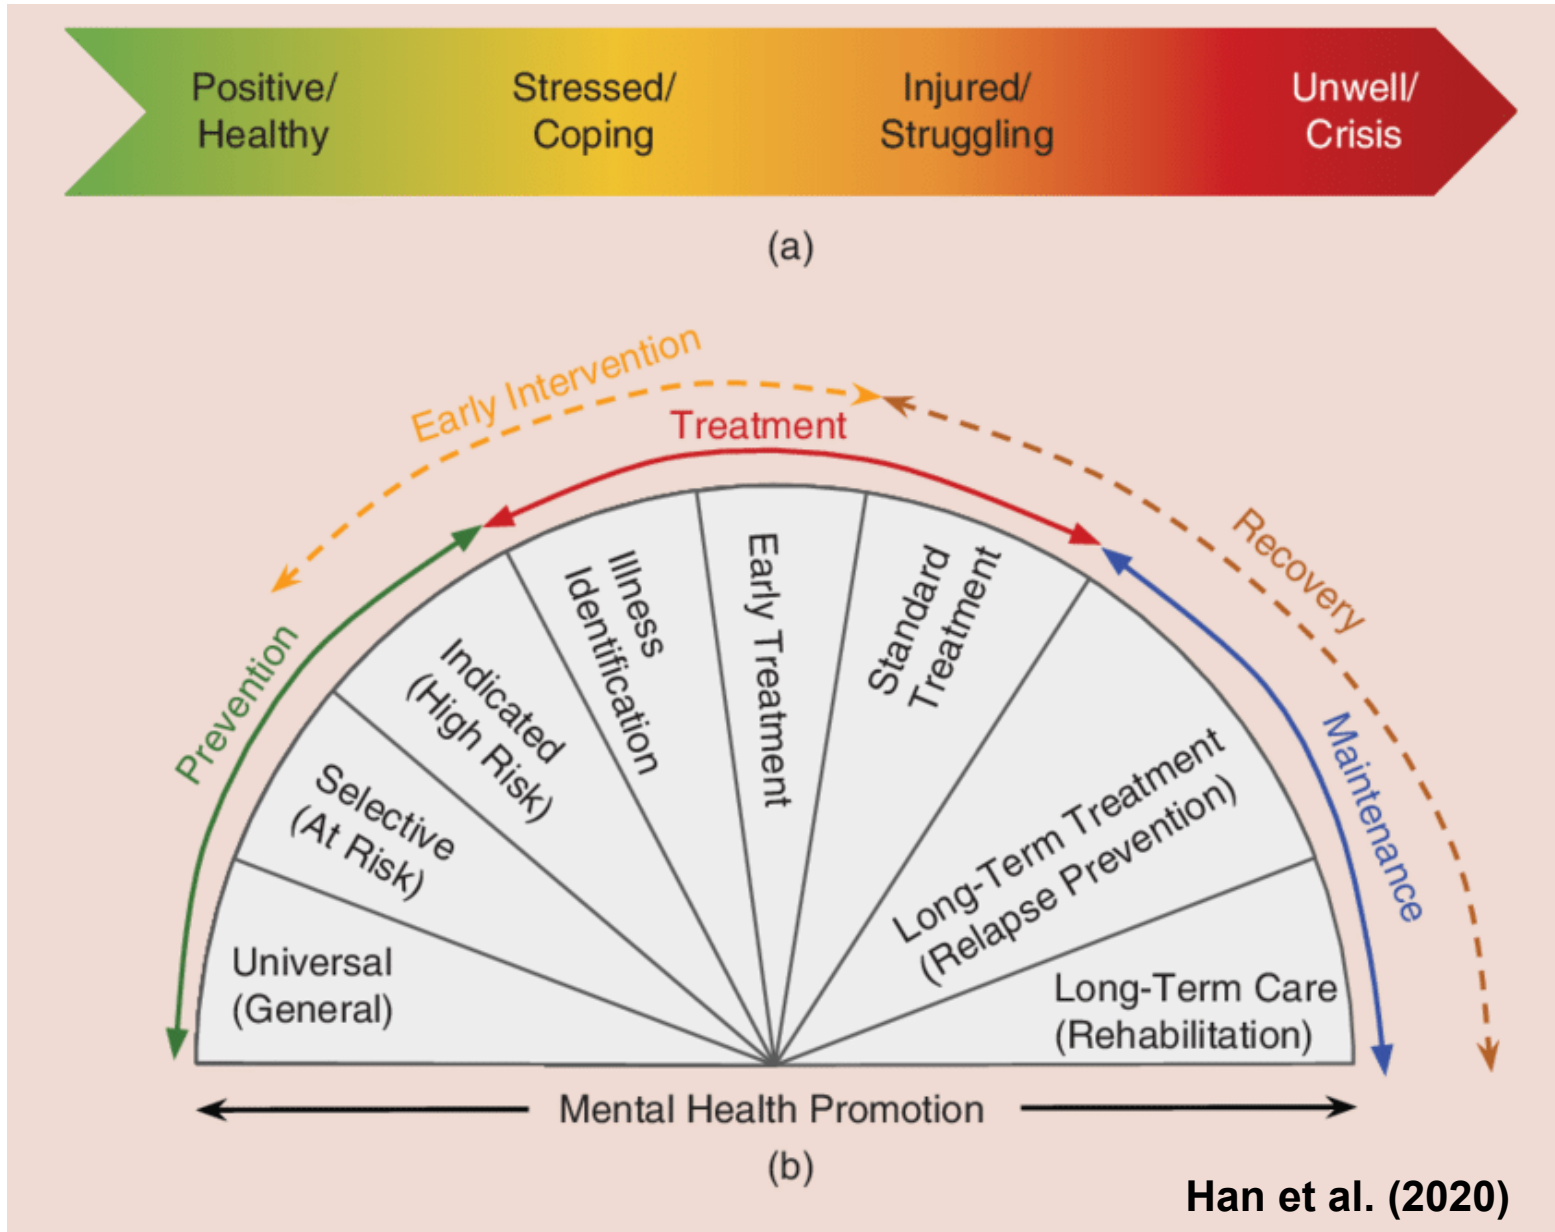 Positive/
Healthy
Stressed/
Coping
Injured/
Struggling
Unwell/
Crisis
(a)
Early Intervention
Treatment
Recovery
Prevention
Maintenance
Universal
(General)
Selective
(At Risk)
Indicated
(High Risk)
Illness
Identification
Early Treatment
Standard
Treatment
Long-Term Treatment
(Relapse Prevention)
Long-Term Care
(Rehabilitation)
Mental Health Promotion
(b)
Han et al. (2020)